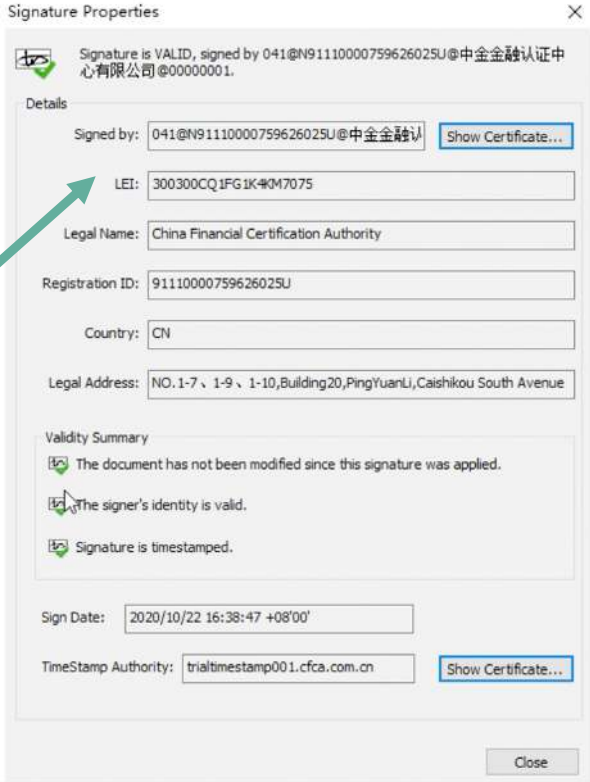 Signature Properties
Signature is VALID, signed by 041@N91110000759626025U@中金金融认证中
心有限公司@00000001.
Details
Signed by: 041@N91110000759626025U@中金金融认 Show Certificate...
LEI: 300300CQ1FG1K4KM7075
Legal Name: China Financial Certification Authority
Registration ID: 91110000759626025U
Country: CN
Legal Address: NO.1-7、1-9、1-10,Building20,PingYuanLi,Caishikou South Avenue
Validity Summary
The document has not been modified since this signature was applied.
The signer's identity is valid.
Signature is timestamped.
Sign Date: 2020/10/22 16:38:47 +08'00'
TimeStamp Authority: trialtimestamp001.cfca.com.cn Show Certificate...
Close